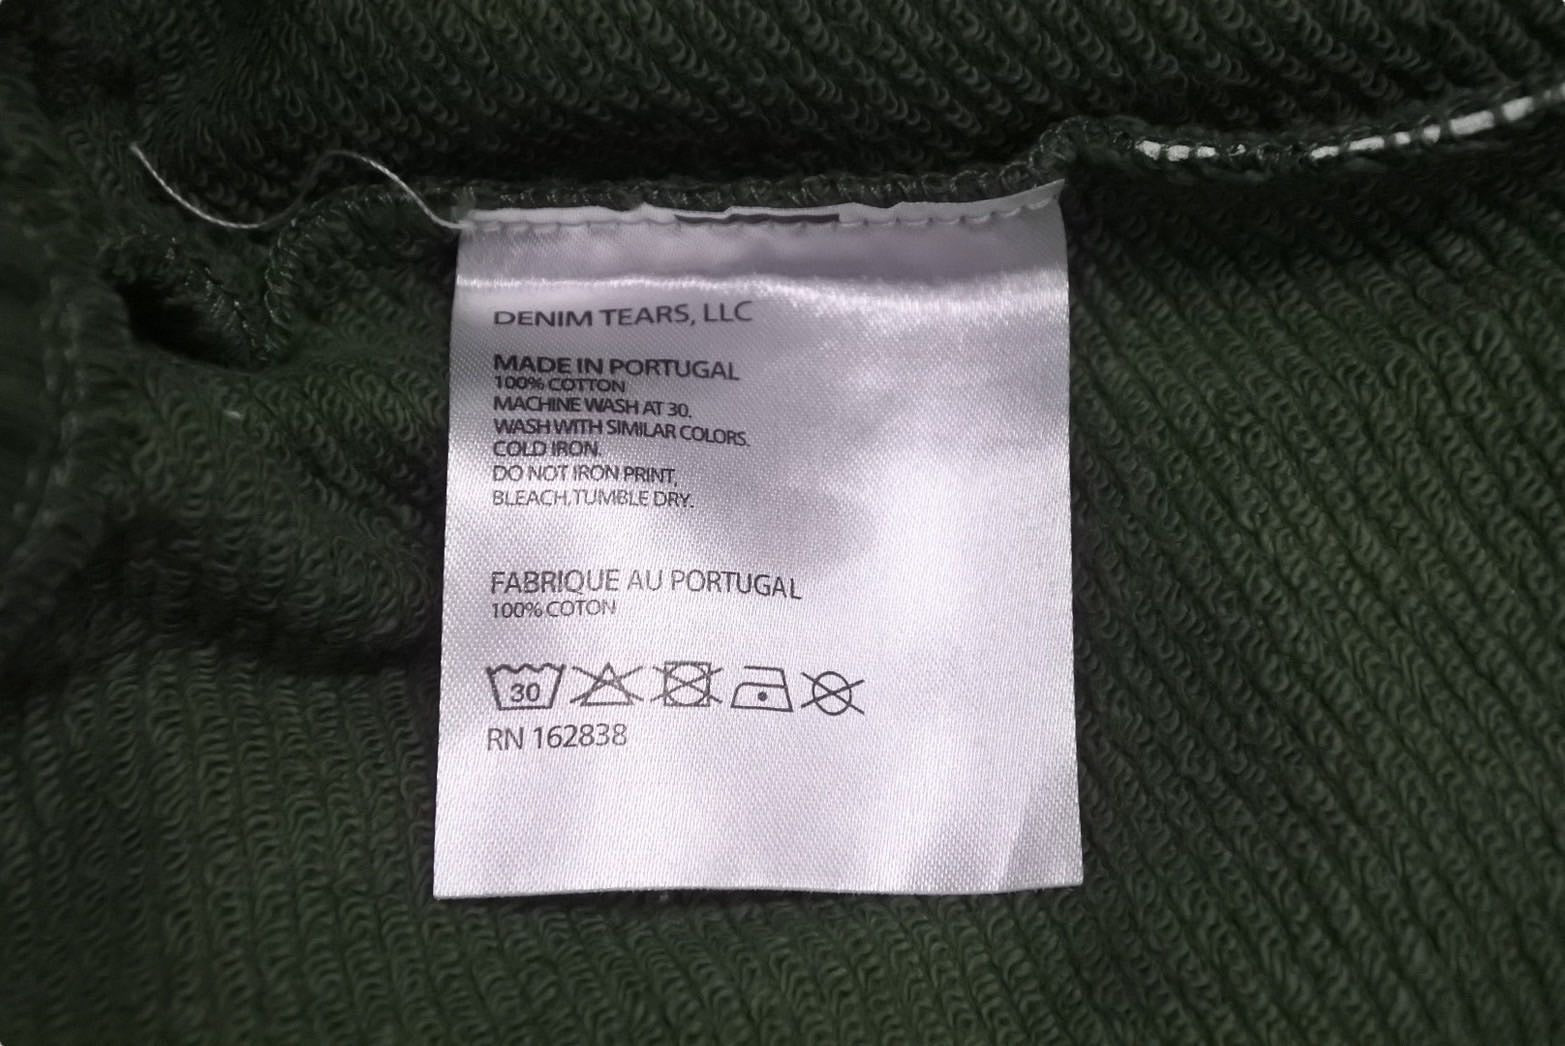 DENIM TEARS, LLC
MADE IN PORTUGAL
100% COTTON
MACHINE WASH AT 30.
WASH WITH SIMILAR COLORS.
COLD IRON.
DO NOT IRON PRINT,
BLEACH,TUMBLE DRY.
FABRIQUE AU PORTUGAL
100% COTON
30
RN 162838